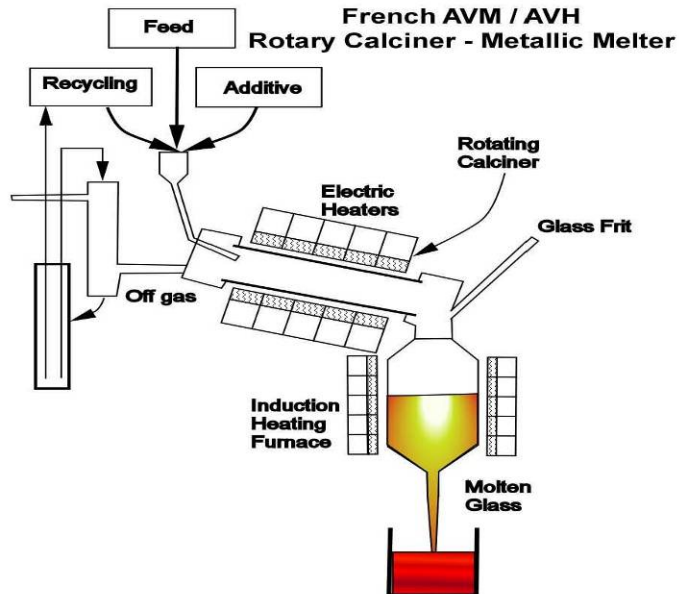 French AVM / AVH
Rotary Calciner - Metallic Melter
Feed
Recycling
Additive
Rotating
Calciner
Electric
Heaters
Glass Frit
Off gas
Induction
Heating
Furnace
Molten
Glass